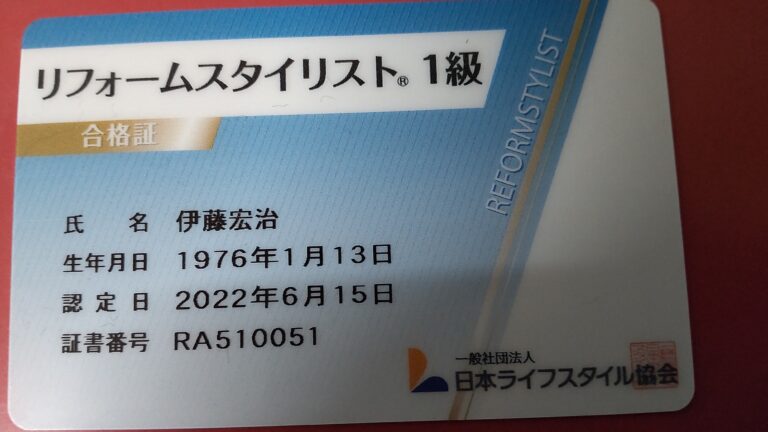 リフォームスタイリスト® 1級
合格証
REFORMSTYLIST
氏 名 伊藤宏治
生年月日 1976年1月13日
認定日 2022年6月15日
証書番号 RA510051
一般社団法人
日本ライフスタイル協会